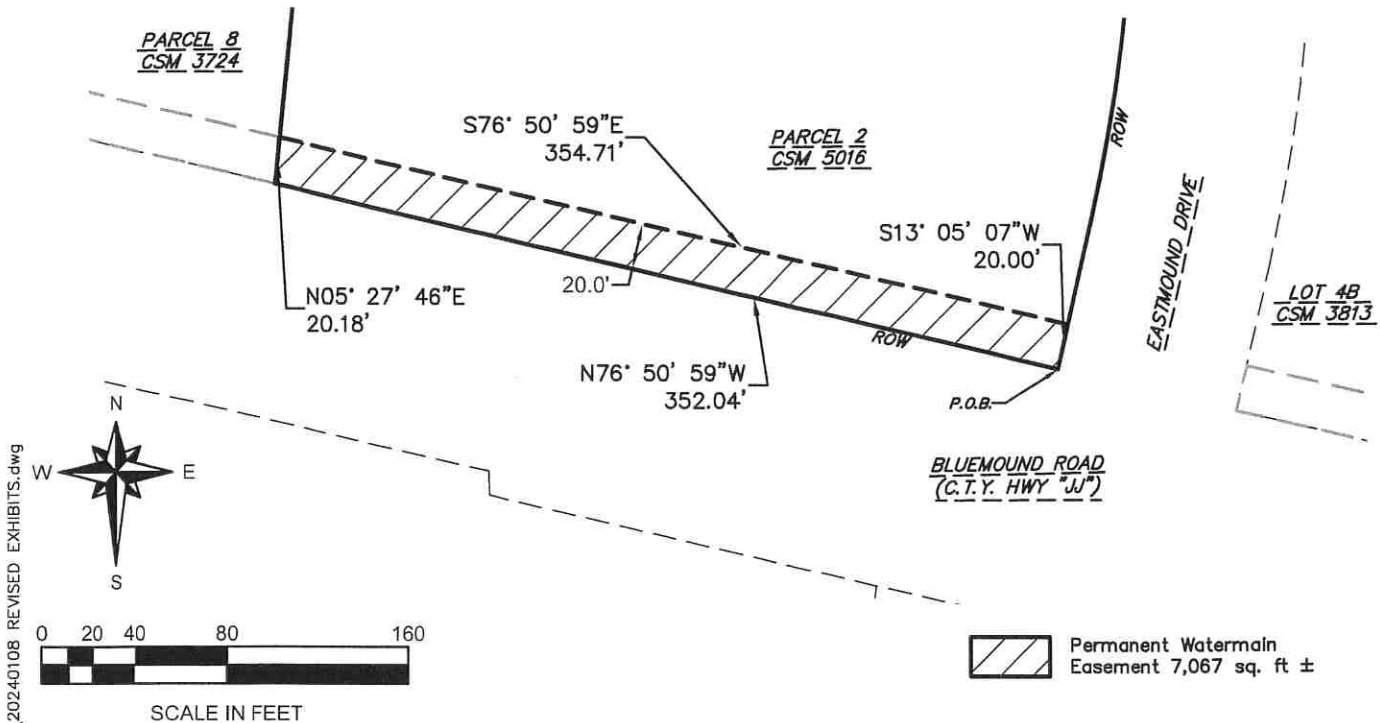 PARCEL 8
CSM 3724
S76° 50' 59"E
354.71'
PARCEL 2
CSM 5016
ROW
EASTMOUND DRIVE
S13° 05' 07"W
20.00'
LOT 4B
CSM 3813
N05° 27' 46"E
20.18'
20.0'
ROW
N76° 50' 59"W
352.04'
P.O.B.
BLUEMOUND ROAD
(C.T.Y. HWY "JJ")
N
W E
S
_20240108 REVISED EXHIBITS.dwg
0 20 40 80 160
SCALE IN FEET
Permanent Watermain
Easement 7,067 sq. ft ±